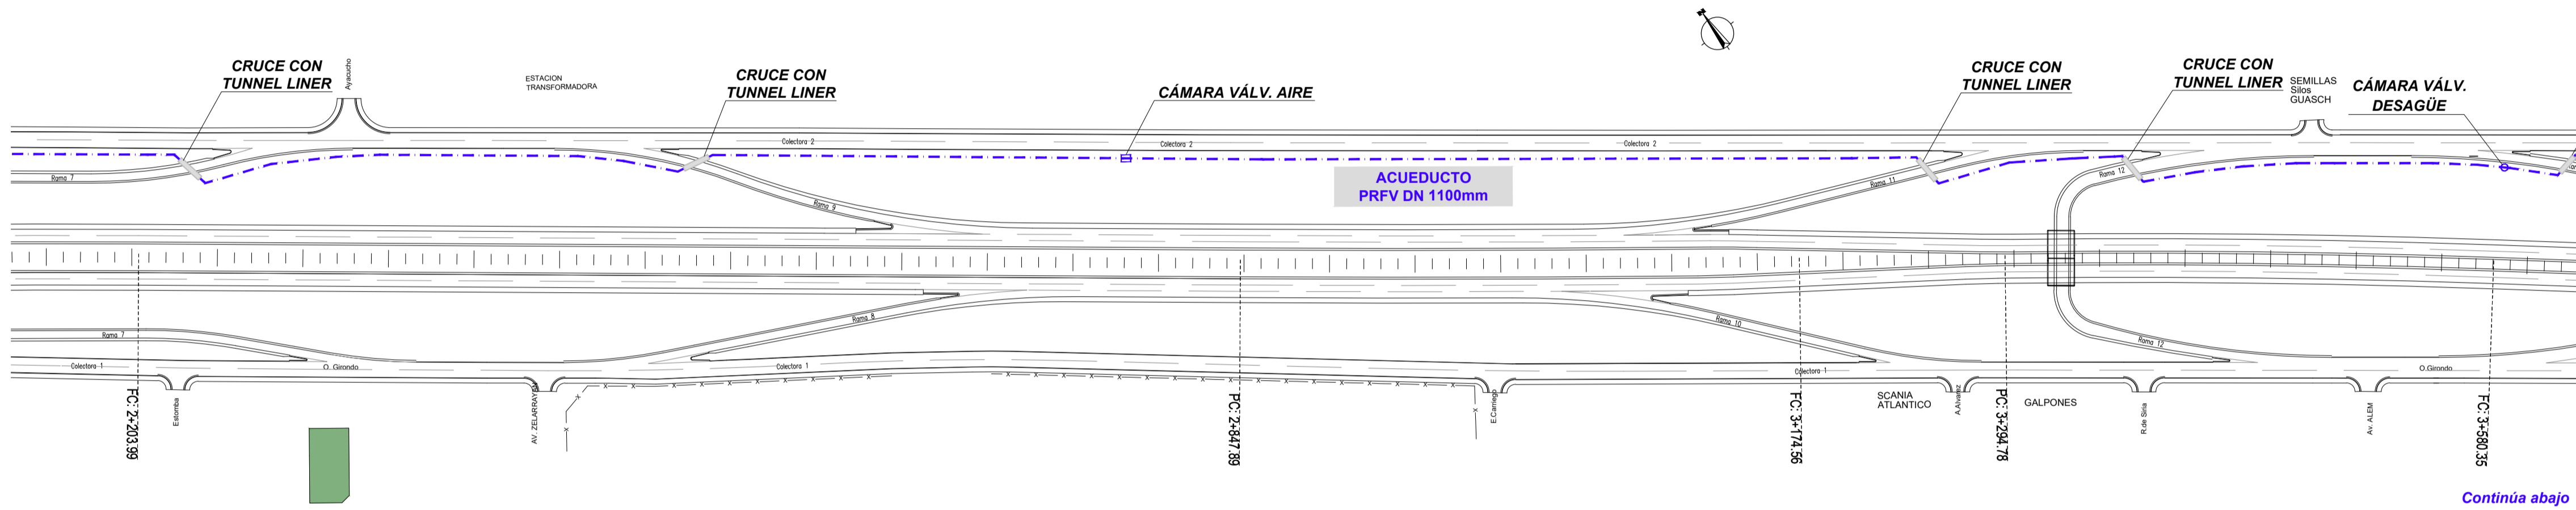 CRUCE CON
TUNNEL LINER
Ayacucho
ESTACION
TRANSFORMADORA
CRUCE CON
TUNNEL LINER
CÁMARA VÁLV. AIRE
CRUCE CON
TUNNEL LINER
CRUCE CON
TUNNEL LINER
SEMILLAS
Silos
GUASCH
CÁMARA VÁLV.
DESAGÜE
Colectora 2
Colectora 2
Colectora 2
Rama 7
Rama 9
ACUEDUCTO
PRFV DN 1100mm
Rama 11
Rama 12
Rama 7
Rama 8
Rama 10
Rama 12
Colectora 1
O. Girondo
Colectora 1
Colectora 1
O.Girondo
FC: 2+203.99
Estomba
AV. ZELARRAYAN
PC: 2+847.89
E.Carriego
FC: 3+174.56
SCANIA
ATLANTICO
A.Alvarez
PC: 3+294.78
GALPONES
R.de Siria
Av. ALEM
FC: 3+580.35
Continúa abajo